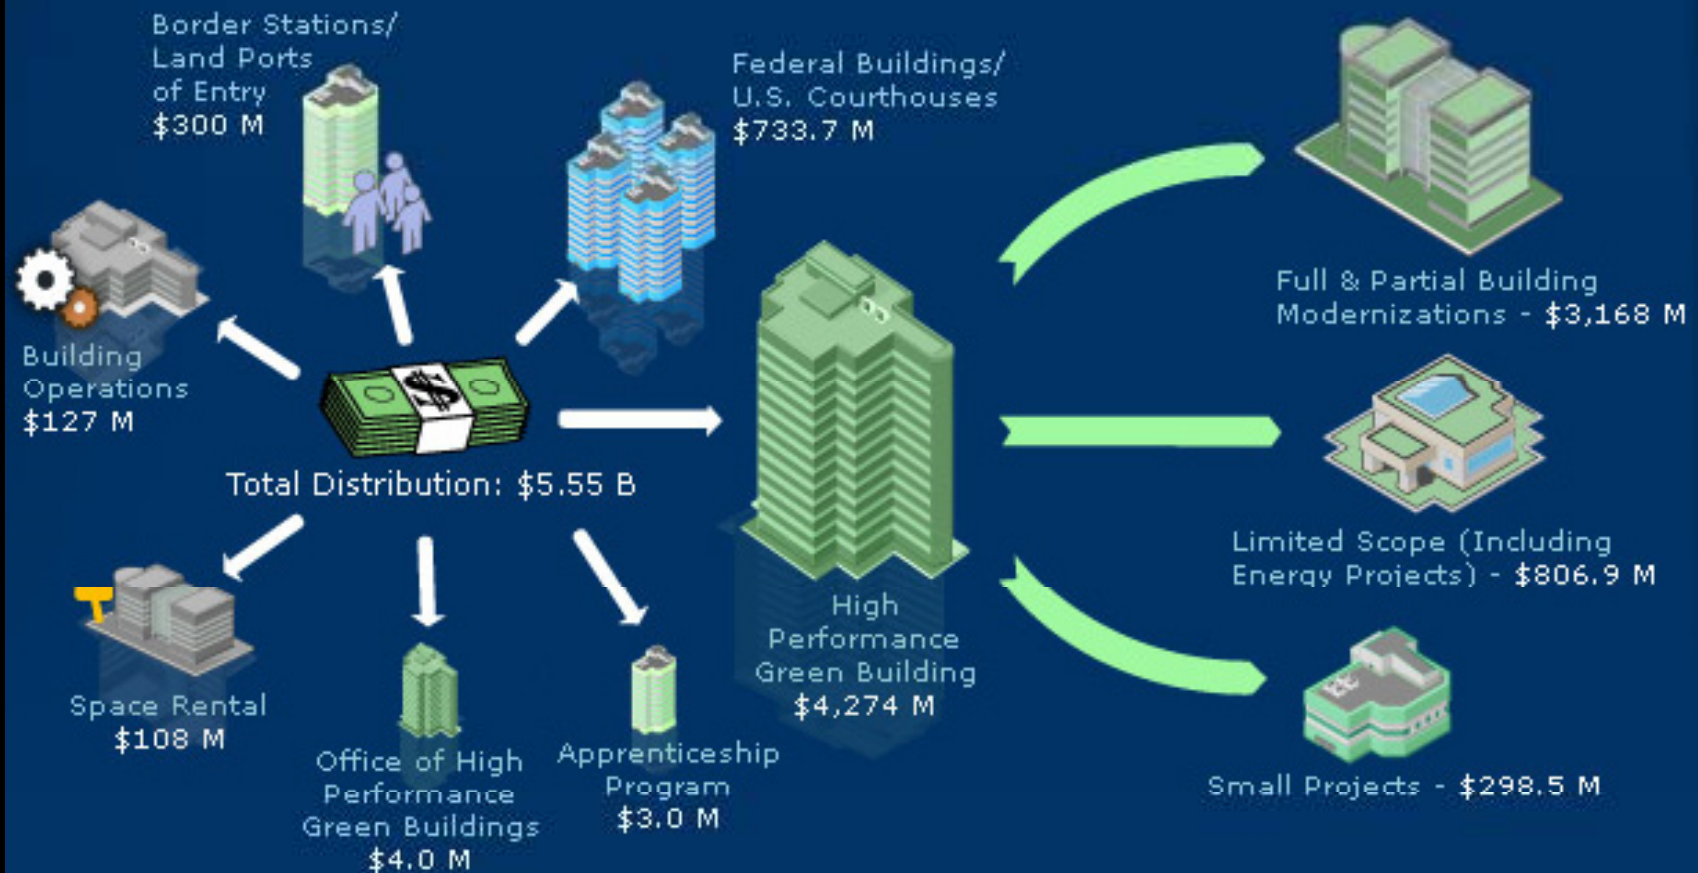 Border Stations/
Land Ports
of Entry
$300 M
Federal Buildings/
U.S. Courthouses
$733.7 M
Building
Operations
$127 M
$
Total Distribution: $5.55 B
Space Rental
$108 M
Office of High
Performance
Green Buildings
$4.0 M
Apprenticeship
Program
$3.0 M
High
Performance
Green Building
$4,274 M
Full & Partial Building
Modernizations - $3,168 M
Limited Scope (Including
Energy Projects) - $806.9 M
Small Projects - $298.5 M